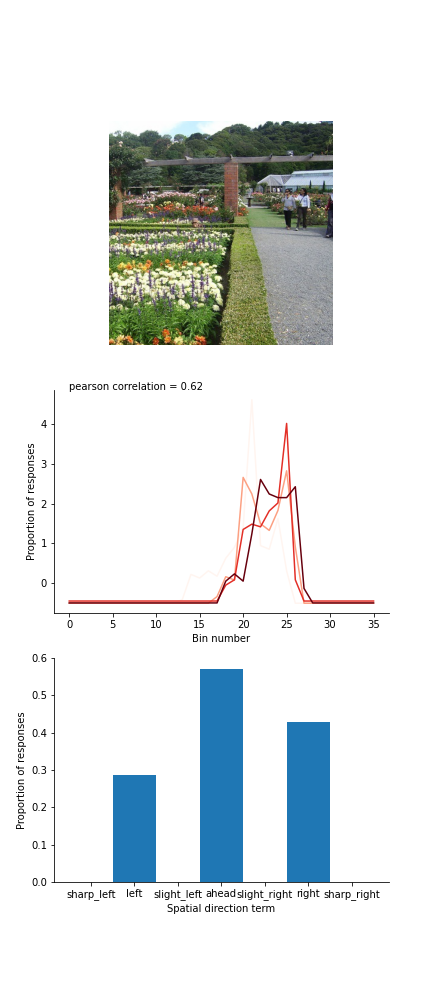 pearson correlation = 0.62
Proportion of responses
4
3
2
1
0
0 5 10 15 20 25 30 35
Bin number
Proportion of responses
0.6
0.5
0.4
0.3
0.2
0.1
0.0
sharp_left left slight_left ahead slight_right right sharp_right
Spatial direction term